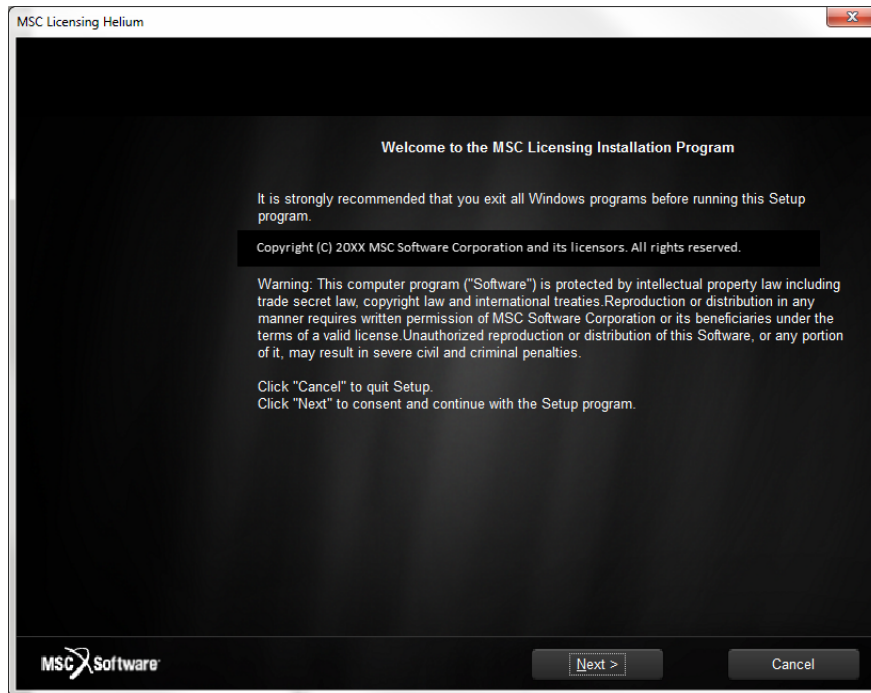 MSC Licensing Helium
Welcome to the MSC Licensing Installation Program
It is strongly recommended that you exit all Windows programs before running this Setup
program.
Copyright (C) 20XX MSC Software Corporation and its licensors. All rights reserved.
Warning: This computer program ("Software") is protected by intellectual property law including
trade secret law, copyright law and international treaties.Reproduction or distribution in any
manner requires written permission of MSC Software Corporation or its beneficiaries under the
terms of a valid license.Unauthorized reproduction or distribution of this Software, or any portion
of it, may result in severe civil and criminal penalties.
Click "Cancel" to quit Setup.
Click "Next" to consent and continue with the Setup program.
MSC Software
Next >
Cancel